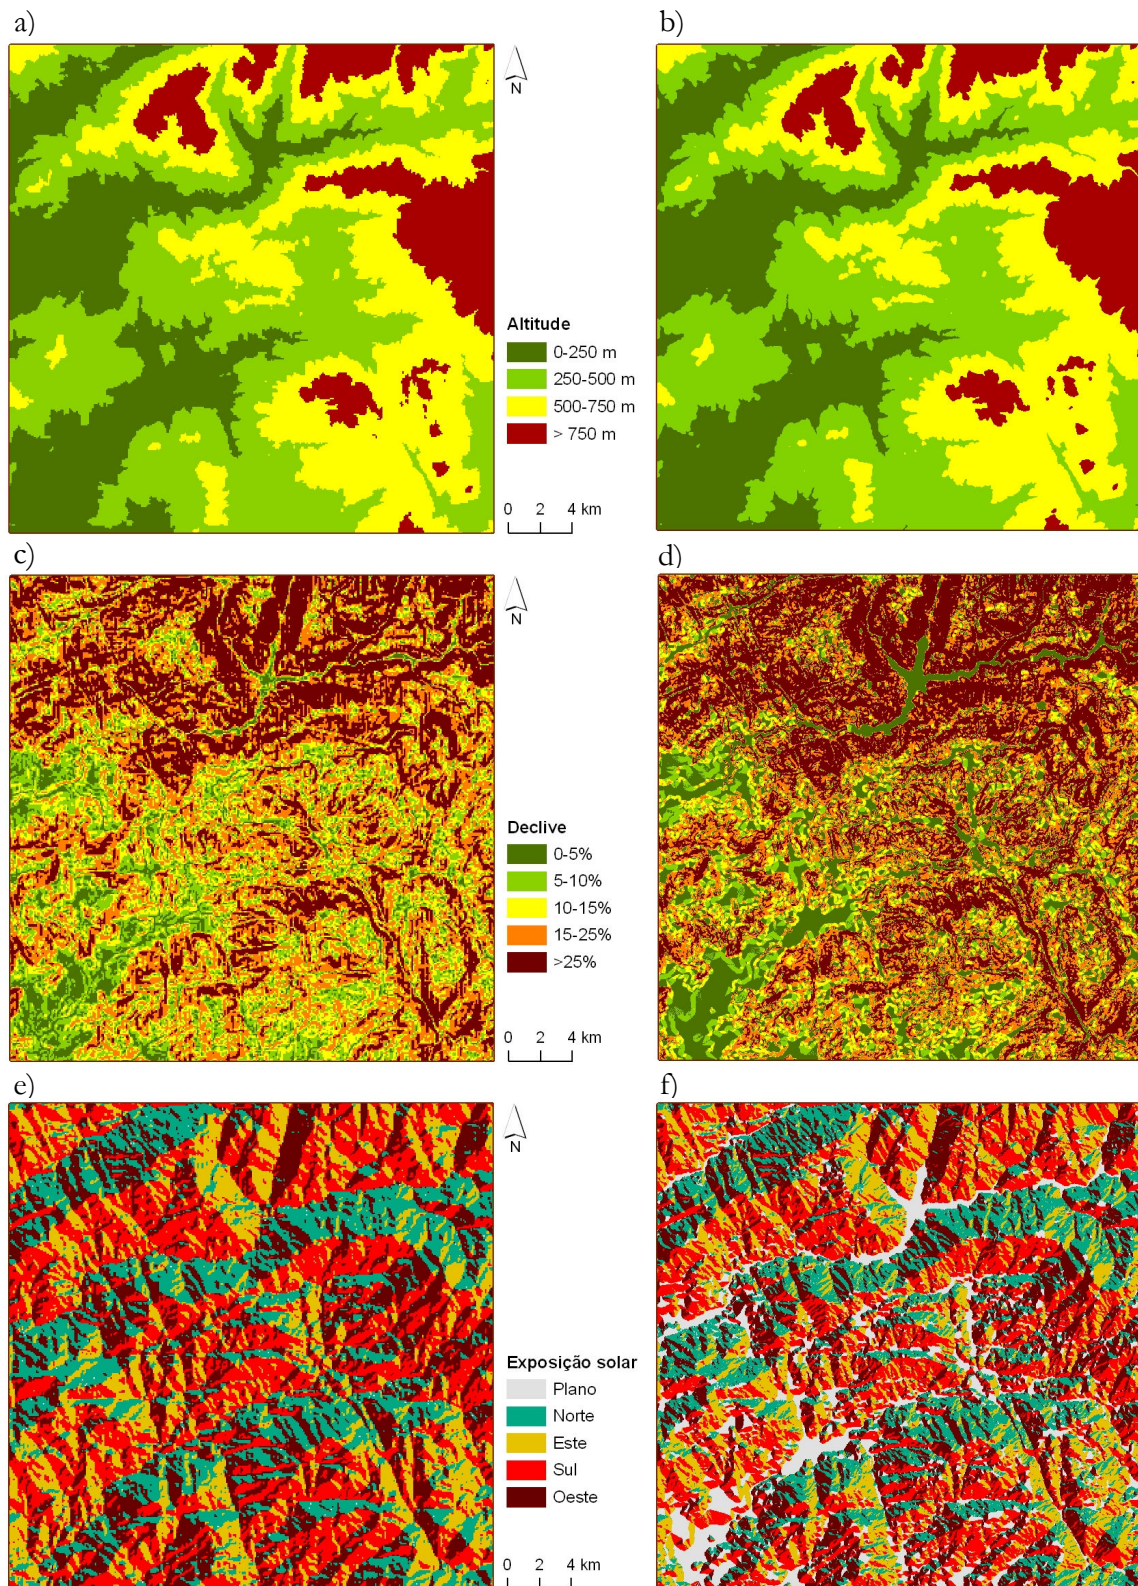 a)
b)
N
Altitude
0-250 m
250-500 m
500-750 m
> 750 m
0 2 4 km
c)
d)
N
Declive
0-5%
5-10%
10-15%
15-25%
>25%
0 2 4 km
e)
f)
N
Exposição solar
Plano
Norte
Este
Sul
Oeste
0 2 4 km